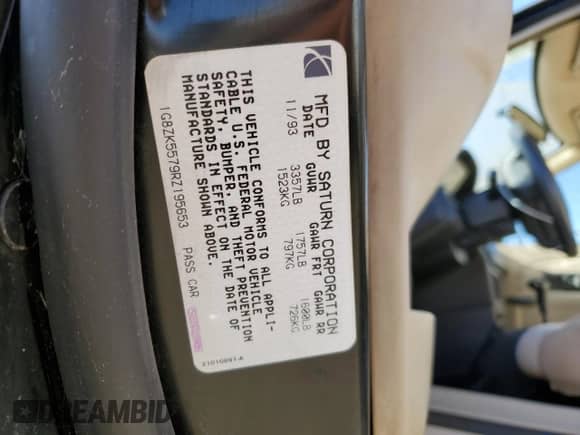 MFD BY SATURN CORPORATION
DATE GVWR GAWR FRT GAWR RR
11/93 3357LB 1757LB 1600LB
1523KG 797KG 726KG
THIS VEHICLE CONFORMS TO ALL APPLI-
CABLE U.S. FEDERAL MOTOR VEHICLE
SAFETY, BUMPER, AND THEFT PREVENTION
STANDARDS IN EFFECT ON THE DATE OF
MANUFACTURE SHOWN ABOVE.
1G8ZK5579RZ195653 PASS CAR
DREAMBID